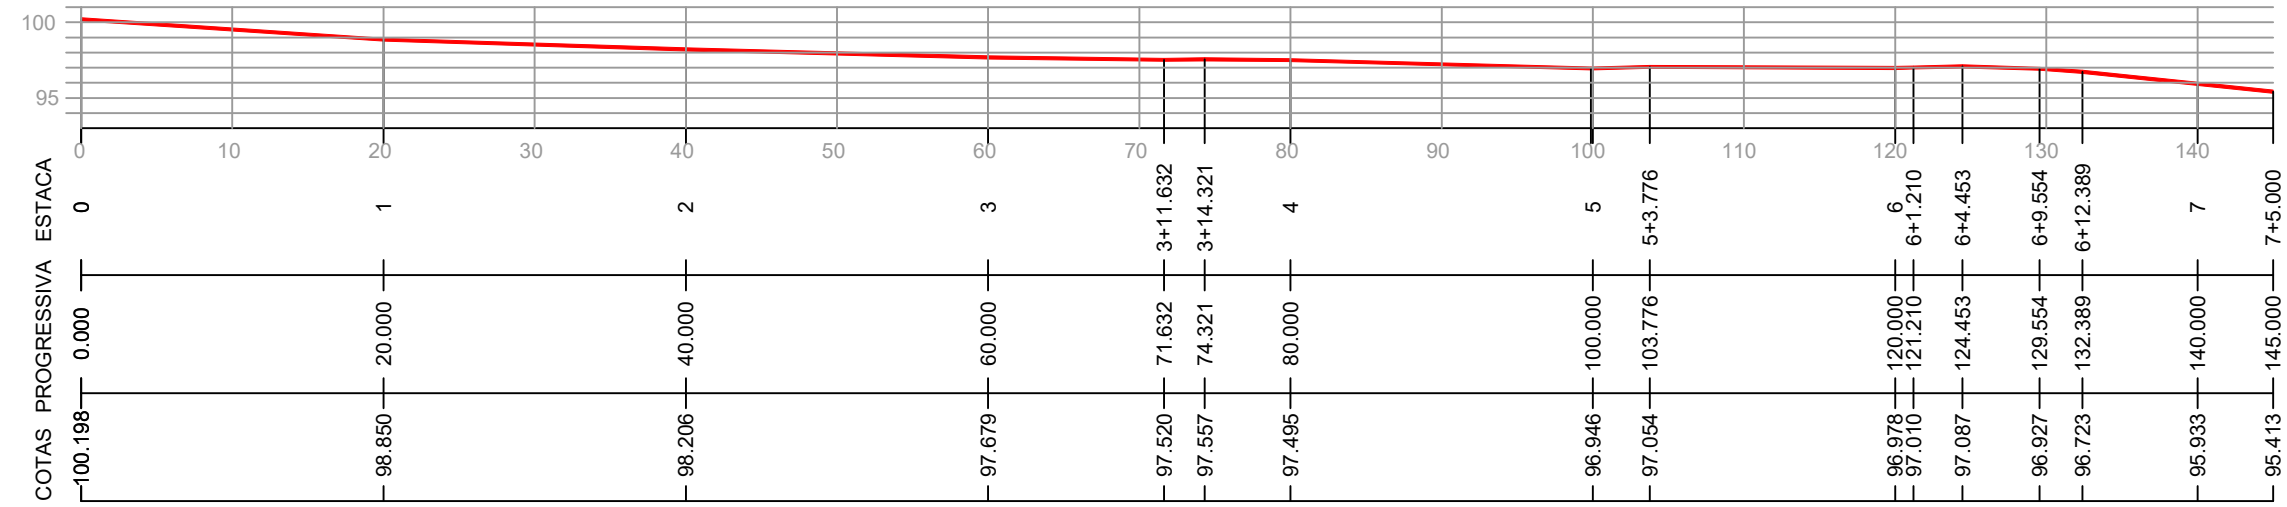 100
95
0 10 20 30 40 50 60 70 80 90 100 110 120 130 140
ESTACA 0 1 2 3 3+11.632 3+14.321 4 5 5+3.776 6 6+1.210 6+4.453 6+9.554 6+12.389 7 7+5.000
PROGRESSIVA 0.000 20.000 40.000 60.000 71.632 74.321 80.000 100.000 103.776 120.000 121.210 124.453 129.554 132.389 140.000 145.000
COTAS 100.198 98.850 98.206 97.679 97.520 97.557 97.495 96.946 97.054 96.978 97.010 97.087 96.927 96.723 95.933 95.413